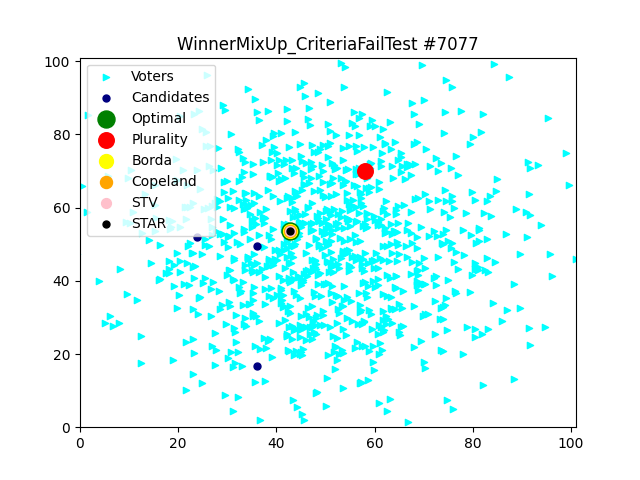 WinnerMixUp_CriteriaFailTest #7077
100
80
60
40
20
0
Voters
Candidates
Optimal
Plurality
Borda
Copeland
STV
STAR
0
20
40
60
80
100